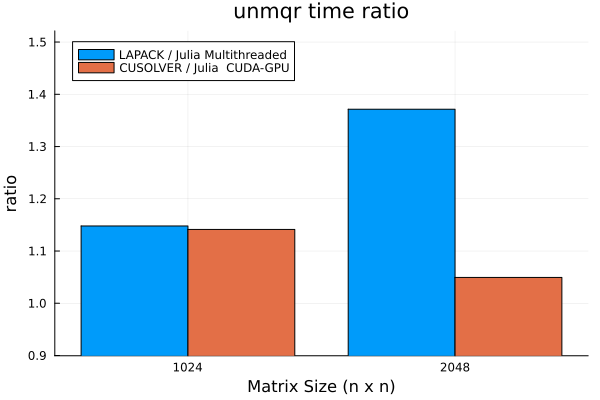 unmqr time ratio
1.5
LAPACK / Julia Multithreaded
CUSOLVER / Julia  CUDA-GPU
1.4
1.3
1.2
1.1
1.0
0.9
ratio
1024
2048
Matrix Size (n x n)